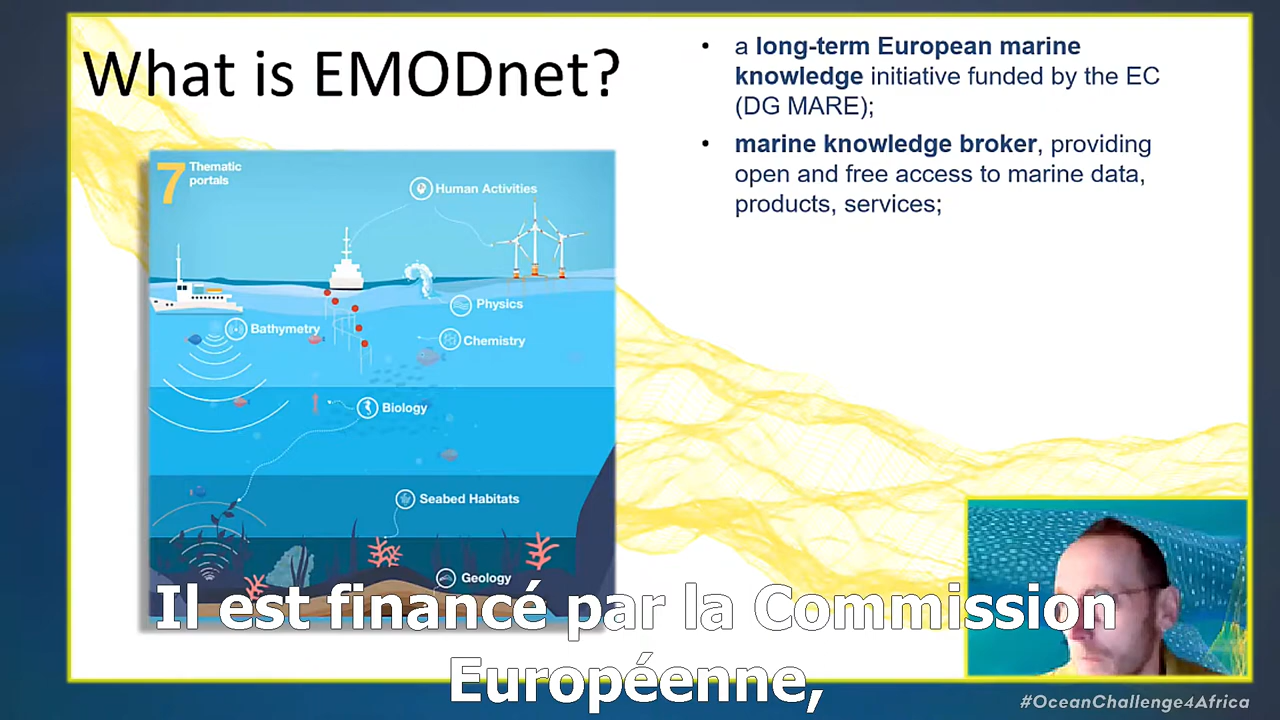 What is EMODnet?
• a long-term European marine
knowledge initiative funded by the EC
(DG MARE);
• marine knowledge broker, providing
open and free access to marine data,
products, services;
7 Thematic
portals
Human Activities
Physics
Bathymetry
Chemistry
Biology
Seabed Habitats
Geology
Il est financé par la Commission
Européenne,
#OceanChallenge4Africa